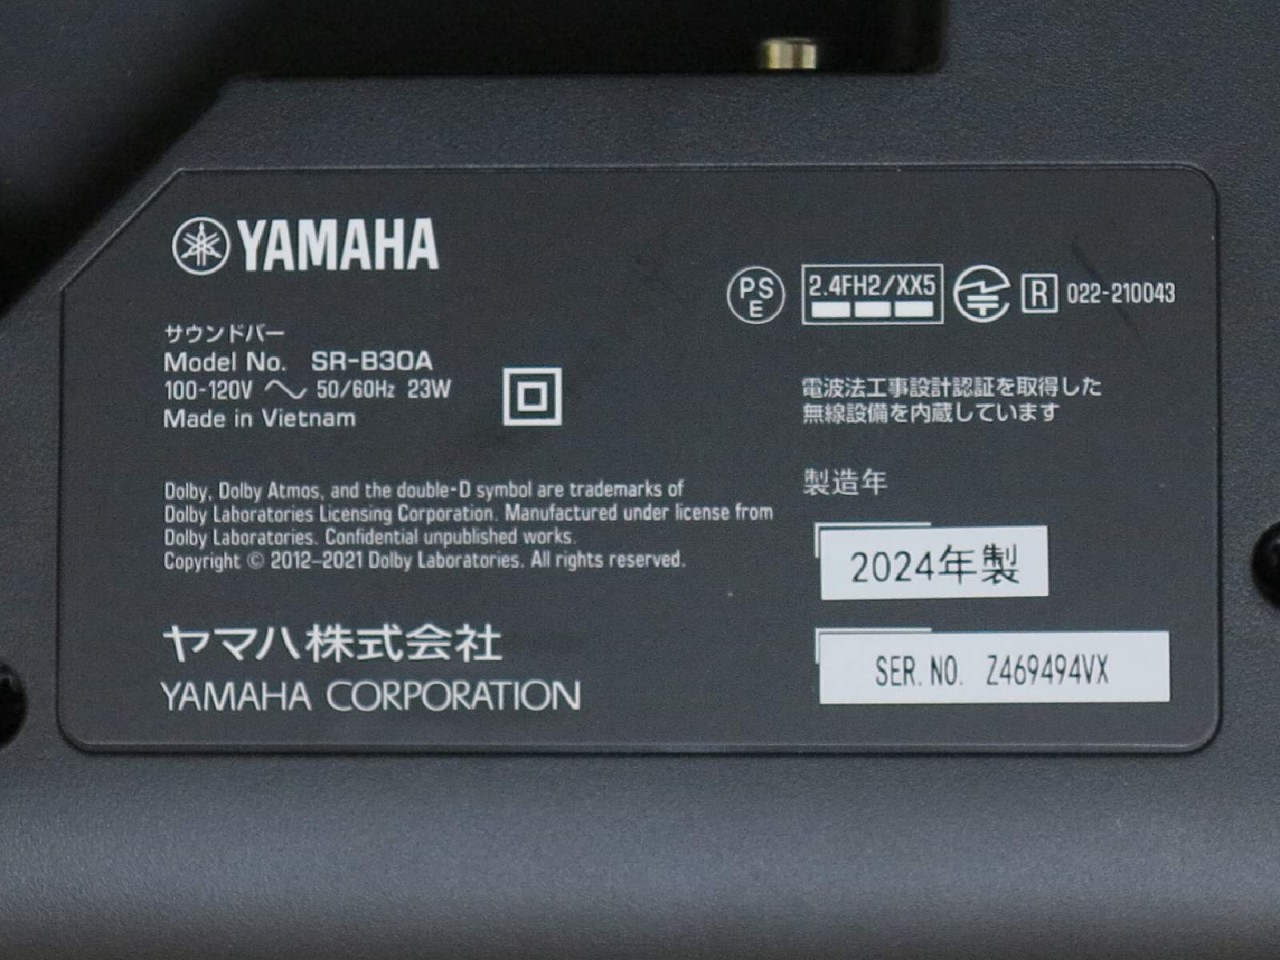 YAMAHA
サウンドバー
Model No. SR-B30A
100-120V 50/60Hz 23W
Made in Vietnam
PS
E
2.4FH2/XX5
R 022-210043
電波法工事設計認証を取得した
無線設備を内蔵しています
製造年
2024年製
SER. NO. Z469494VX
Dolby, Dolby Atmos, and the double-D symbol are trademarks of
Dolby Laboratories Licensing Corporation. Manufactured under license from
Dolby Laboratories. Confidential unpublished works.
Copyright © 2012–2021 Dolby Laboratories. All rights reserved.
ヤマハ株式会社
YAMAHA CORPORATION